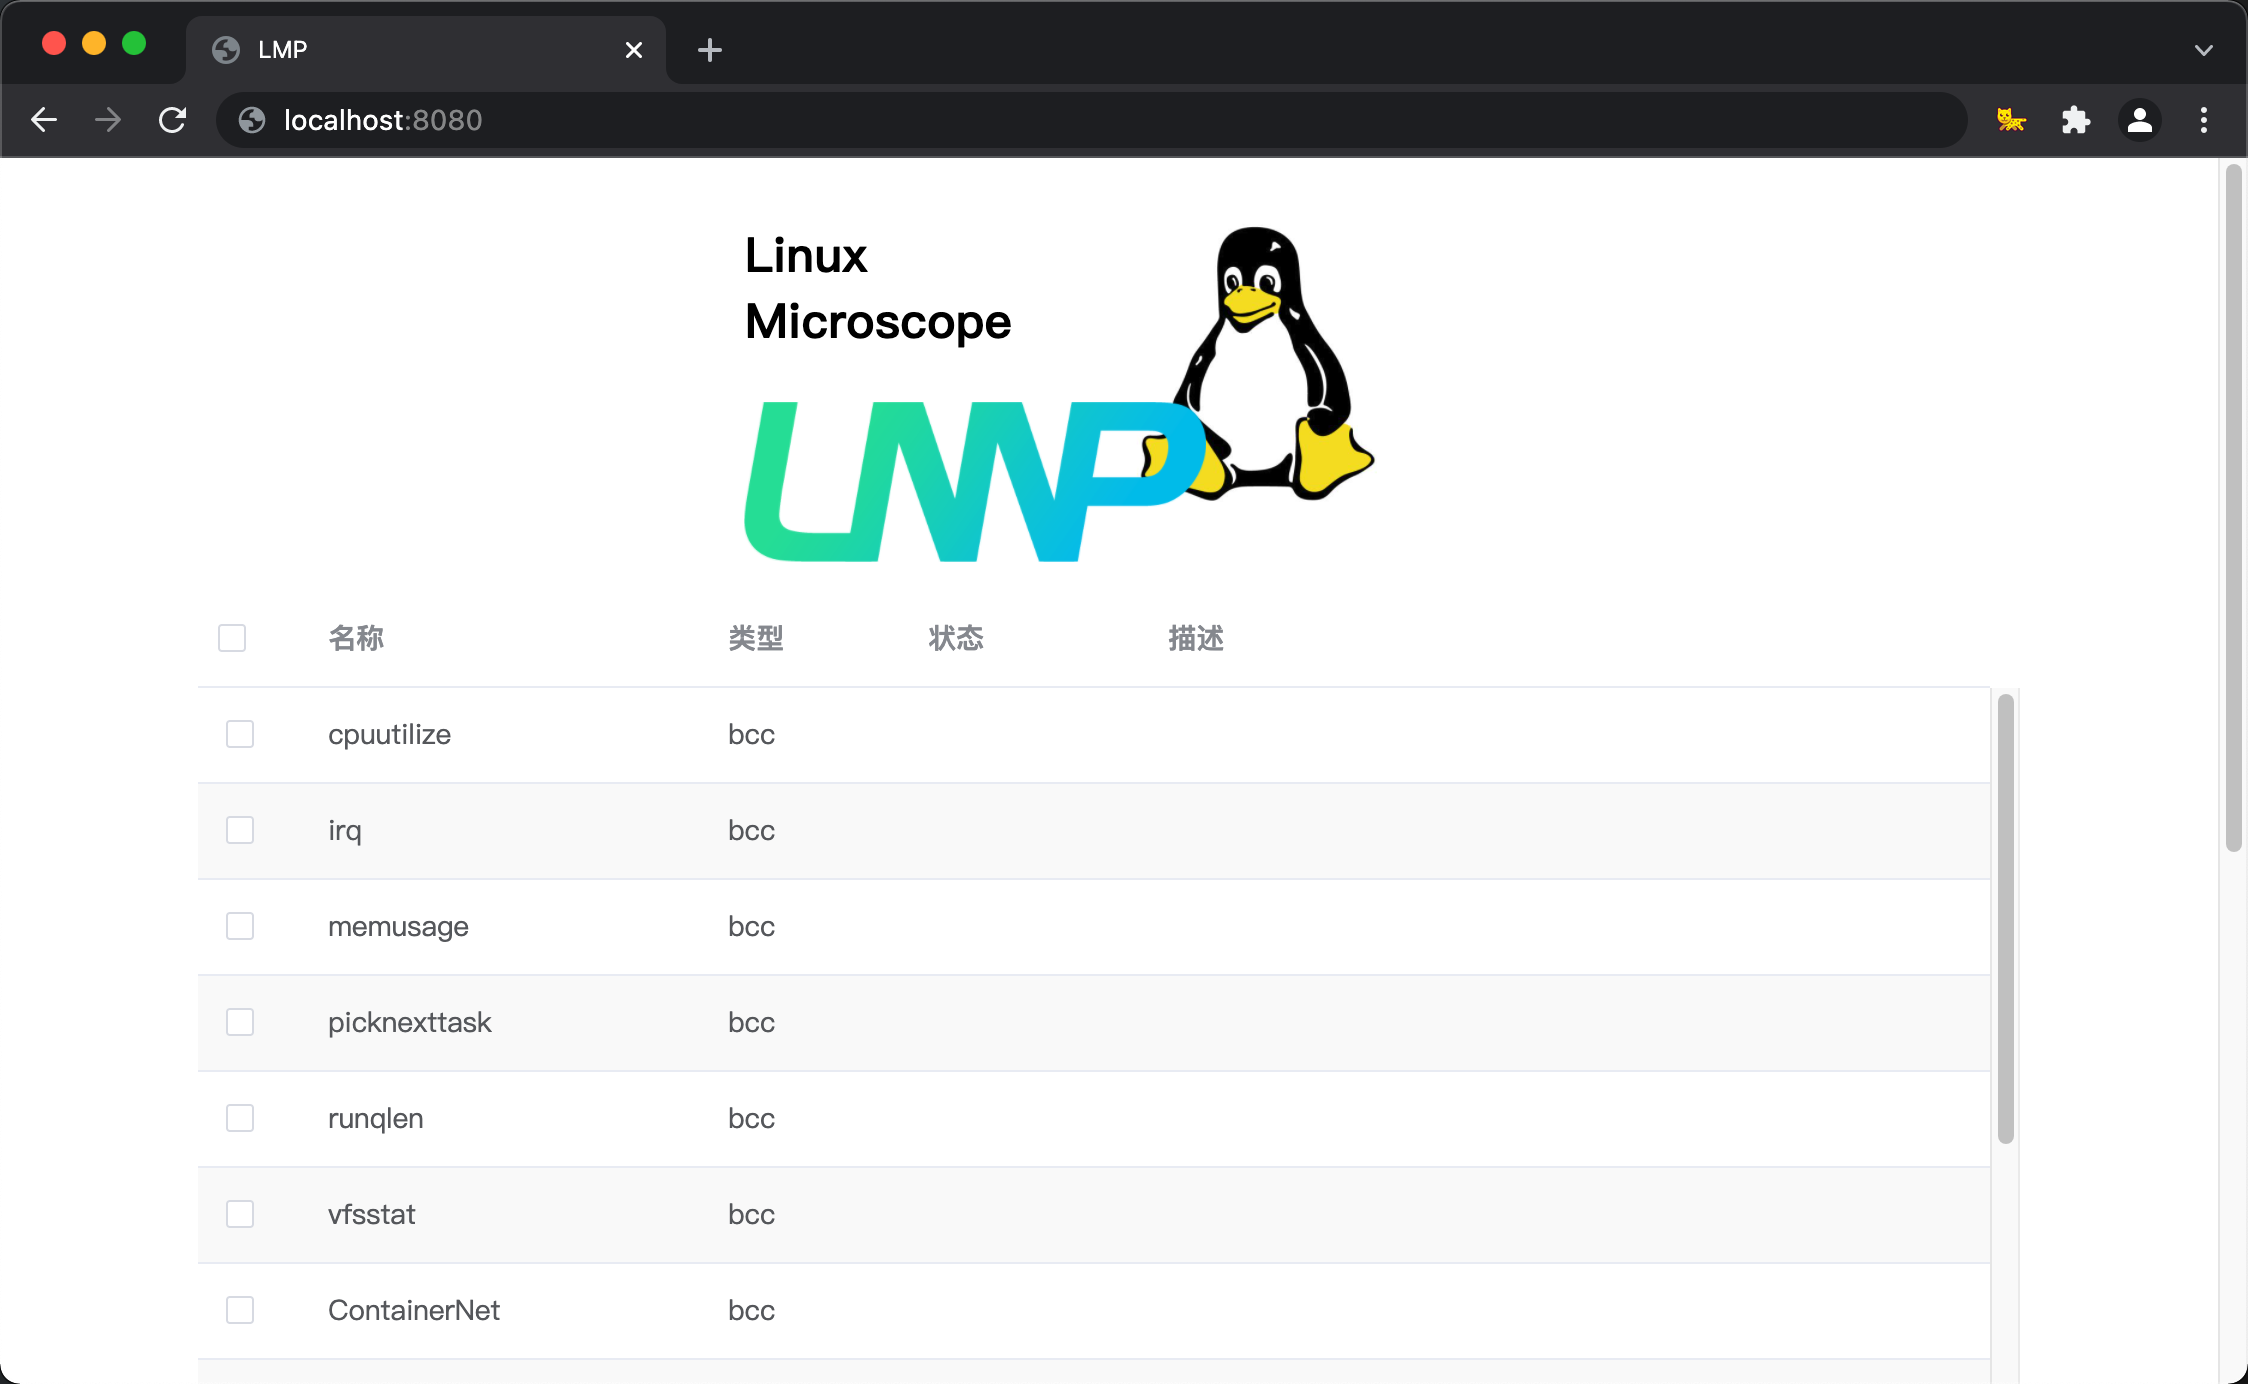 LMP
localhost:8080
Linux
Microscope
LMP
名称 类型 状态 描述
cpuutilize bcc
irq bcc
memusage bcc
picknexttask bcc
runqlen bcc
vfsstat bcc
ContainerNet bcc